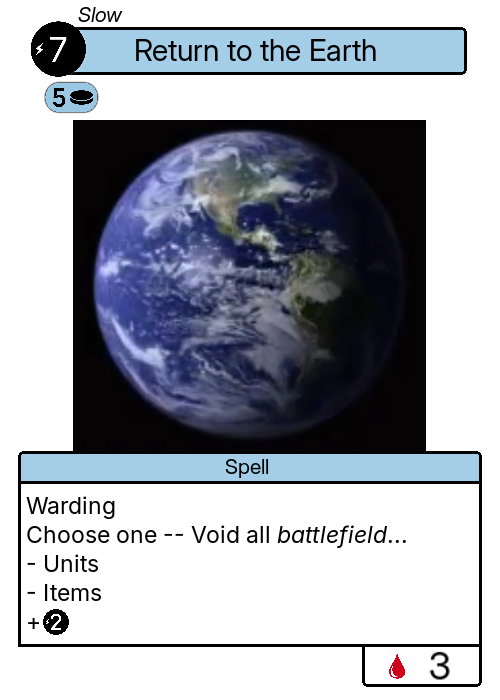 Slow
7
Return to the Earth
5
Spell
Warding
Choose one -- Void all battlefield...
- Units
- Items
+2
3